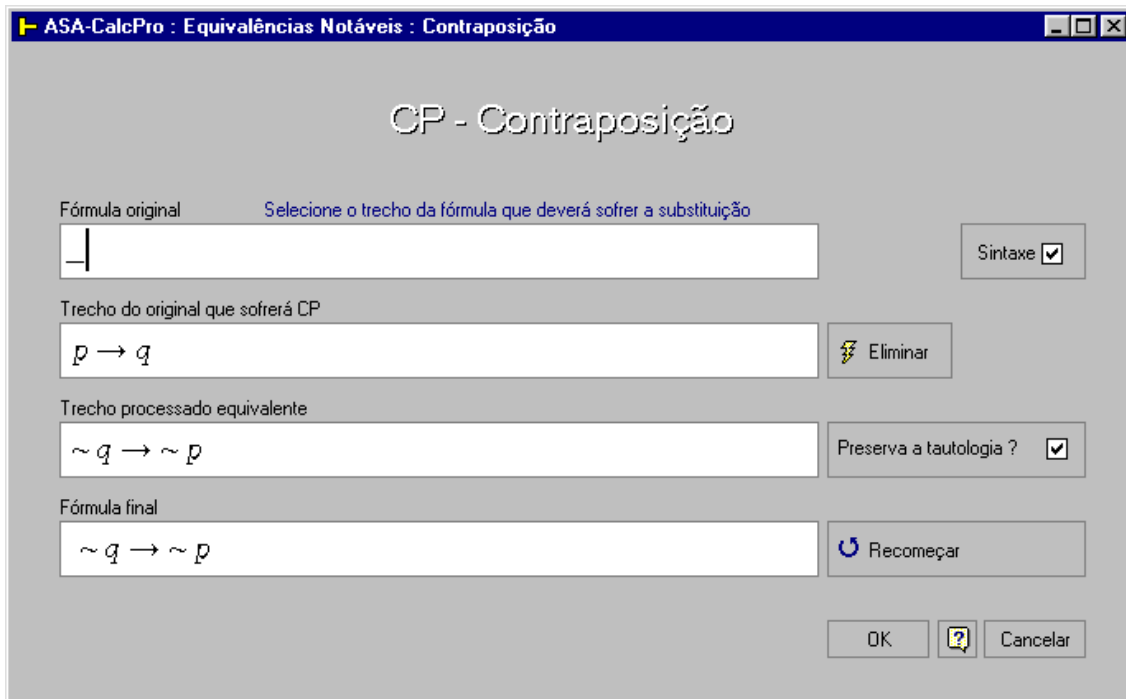 ASA-CalcPro : Equivalências Notáveis : Contraposição
CP - Contraposição
Fórmula original Selecione o trecho da fórmula que deverá sofrer a substituição
_
Sintaxe
Trecho do original que sofrerá CP
p → q
Eliminar
Trecho processado equivalente
~ q → ~ p
Preserva a tautologia ?
Fórmula final
~ q → ~ p
Recomeçar
OK ? Cancelar